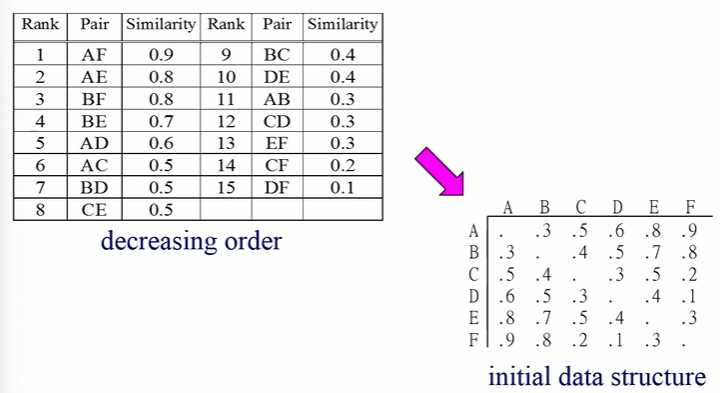 Rank Pair Similarity Rank Pair Similarity
1 AF 0.9 9 BC 0.4
2 AE 0.8 10 DE 0.4
3 BF 0.8 11 AB 0.3
4 BE 0.7 12 CD 0.3
5 AD 0.6 13 EF 0.3
6 AC 0.5 14 CF 0.2
7 BD 0.5 15 DF 0.1
8 CE 0.5
decreasing order
A B C D E F
A . .3 .5 .6 .8 .9
B .3 . .4 .5 .7 .8
C .5 .4 . .3 .5 .2
D .6 .5 .3 . .4 .1
E .8 .7 .5 .4 . .3
F .9 .8 .2 .1 .3 .
initial data structure